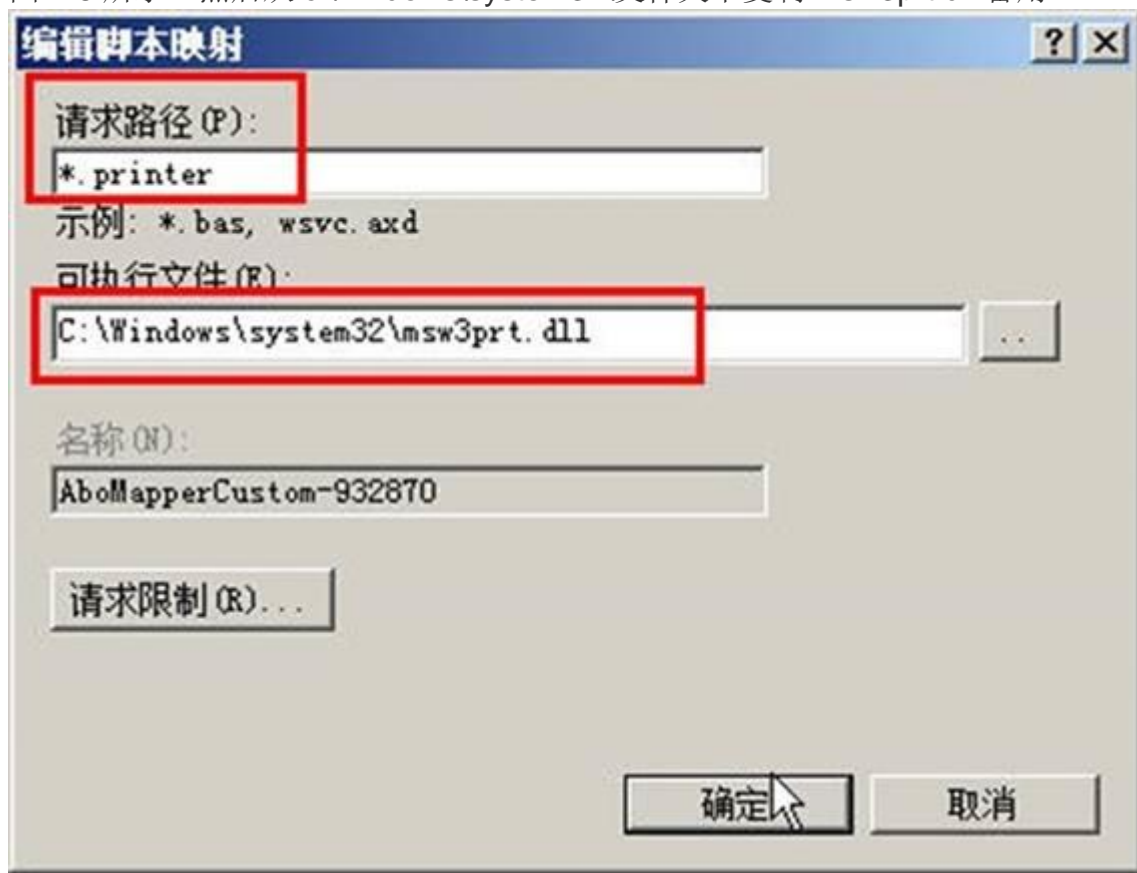 编辑脚本映射
请求路径(P):
*.printer
示例: *.bas, wsvc.axd
可执行文件(E):
C:\Windows\system32\msw3prt.dll
..
名称(N):
AboMapperCustom-932870
请求限制(R)...
确定
取消